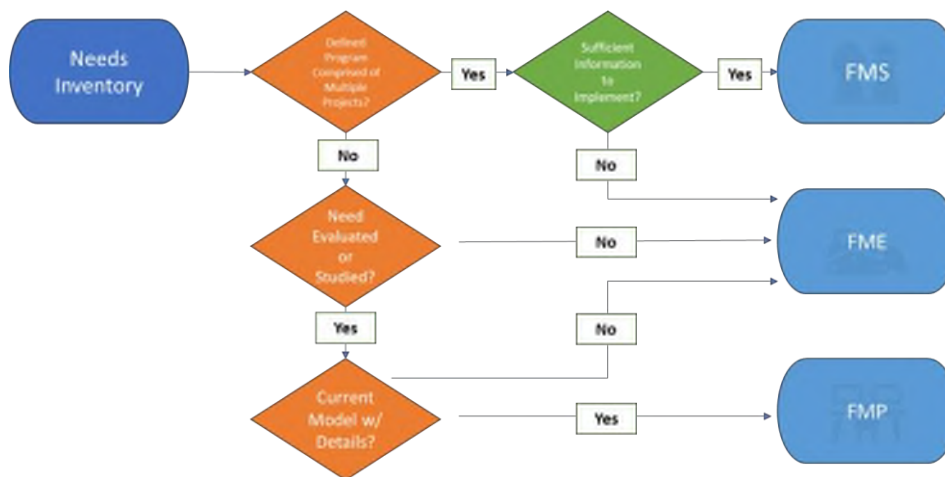 Needs
Inventory
Defined
Program
Comprised of
Multiple
Projects?
Yes
Sufficient
Information
To
Implement?
Yes
FMS
No
No
Need
Evaluated
or
Studied?
No
FME
Yes
No
Current
Model w/
Details?
Yes
FMP